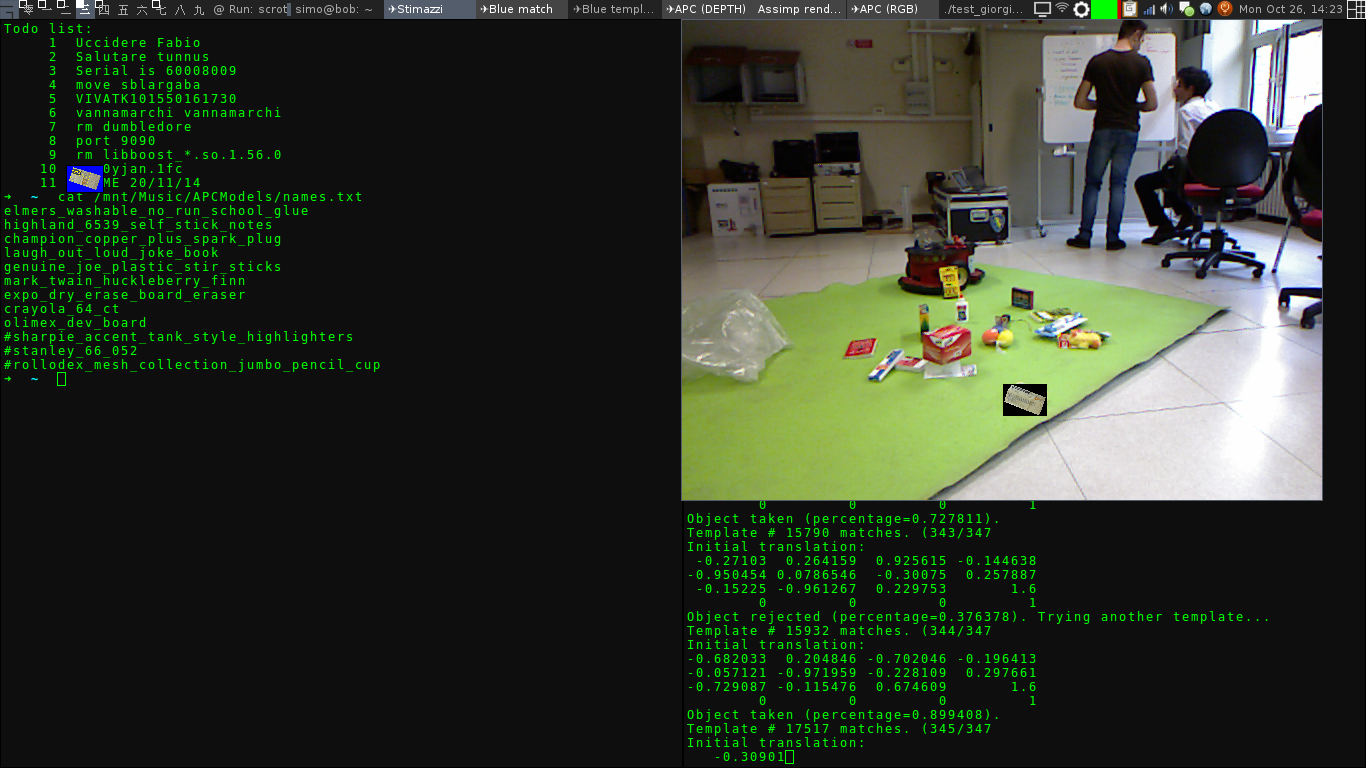 零 一 二 三 四 五 六 七 八 九 @ Run: scrot simo@bob: ~ ✈Stimazzi ✈Blue match ✈Blue templ... ✈APC (DEPTH) Assimp rend... ✈APC (RGB) ./test_giorgi... Mon Oct 26, 14:23
Todo list:
1 Uccidere Fabio
2 Salutare tunnus
3 Serial is 60008009
4 move sblargaba
5 VIVATK101550161730
6 vannamarchi vannamarchi
7 rm dumbledore
8 port 9090
9 rm libboost_*.so.1.56.0
10 0yjan.1fc
11 ME 20/11/14
➜ ~ cat /mnt/Music/APCModels/names.txt
elmers_washable_no_run_school_glue
highland_6539_self_stick_notes
champion_copper_plus_spark_plug
laugh_out_loud_joke_book
genuine_joe_plastic_stir_sticks
mark_twain_huckleberry_finn
expo_dry_erase_board_eraser
crayola_64_ct
olimex_dev_board
#sharpie_accent_tank_style_highlighters
#stanley_66_052
#rollodex_mesh_collection_jumbo_pencil_cup
➜ ~
0 0 0 1
Object taken (percentage=0.727811).
Template # 15790 matches. (343/347
Initial translation:
-0.27103 0.264159 0.925615 -0.144638
-0.950454 0.0786546 -0.30075 0.257887
-0.15225 -0.961267 0.229753 1.6
0 0 0 1
Object rejected (percentage=0.376378). Trying another template...
Template # 15932 matches. (344/347
Initial translation:
-0.682033 0.204846 -0.702046 -0.196413
-0.057121 -0.971959 -0.228109 0.297661
-0.729087 -0.115476 0.674609 1.6
0 0 0 1
Object taken (percentage=0.899408).
Template # 17517 matches. (345/347
Initial translation:
-0.30901